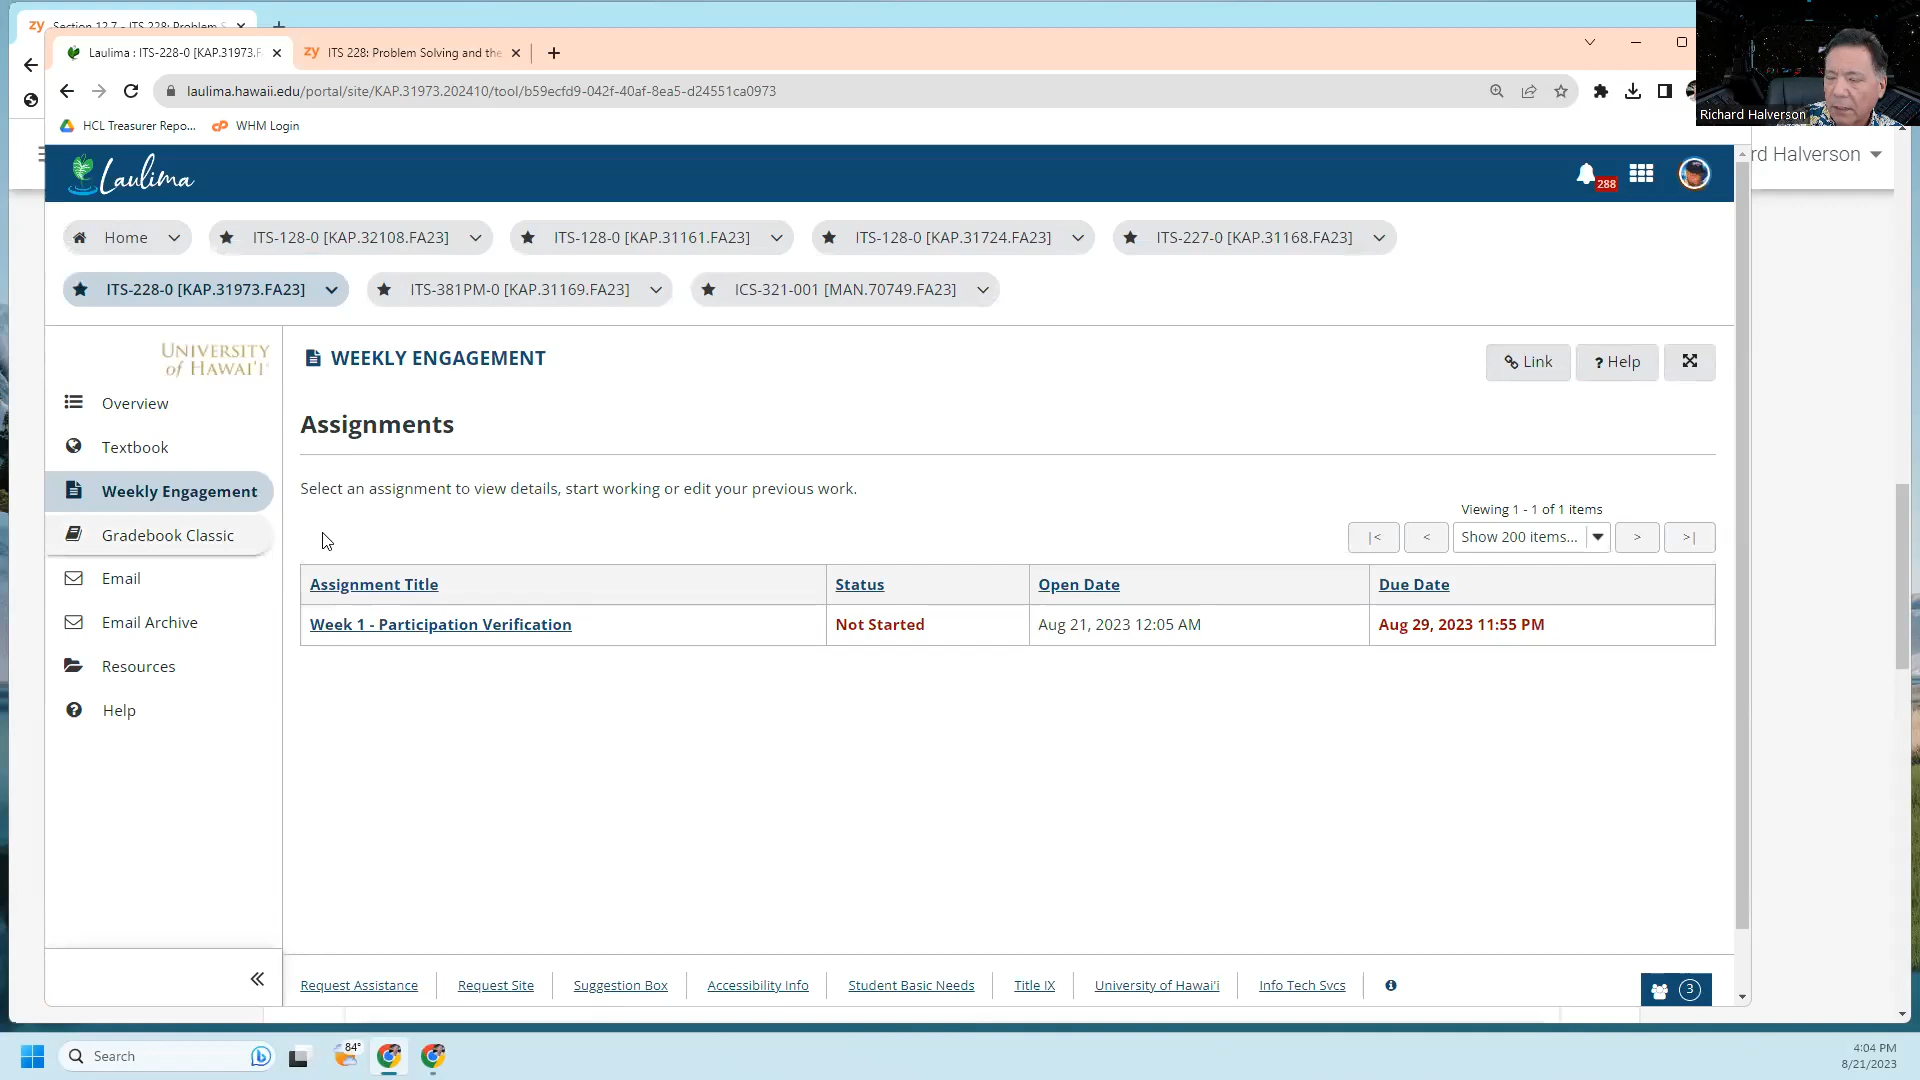 Section 12.7 - ITS 228: Problem S
Laulima : ITS-228-0 [KAP.31973.F
zy ITS 228: Problem Solving and the
laulima.hawaii.edu/portal/site/KAP.31973.202410/tool/b59ecfd9-042f-40af-8ea5-d24551ca0973
HCL Treasurer Repo...
WHM Login
Richard Halverson
rd Halverson
Laulima
288
Home
ITS-128-0 [KAP.32108.FA23]
ITS-128-0 [KAP.31161.FA23]
ITS-128-0 [KAP.31724.FA23]
ITS-227-0 [KAP.31168.FA23]
ITS-228-0 [KAP.31973.FA23]
ITS-381PM-0 [KAP.31169.FA23]
ICS-321-001 [MAN.70749.FA23]
UNIVERSITY
of HAWAIʻI
Overview
Textbook
Weekly Engagement
Gradebook Classic
Email
Email Archive
Resources
Help
WEEKLY ENGAGEMENT
Link
? Help
Assignments
Select an assignment to view details, start working or edit your previous work.
Viewing 1 - 1 of 1 items
|< < Show 200 items... > >|
Assignment Title Status Open Date Due Date
Week 1 - Participation Verification Not Started Aug 21, 2023 12:05 AM Aug 29, 2023 11:55 PM
Request Assistance
Request Site
Suggestion Box
Accessibility Info
Student Basic Needs
Title IX
University of Hawai'i
Info Tech Svcs
3
Search
84°
4:04 PM
8/21/2023